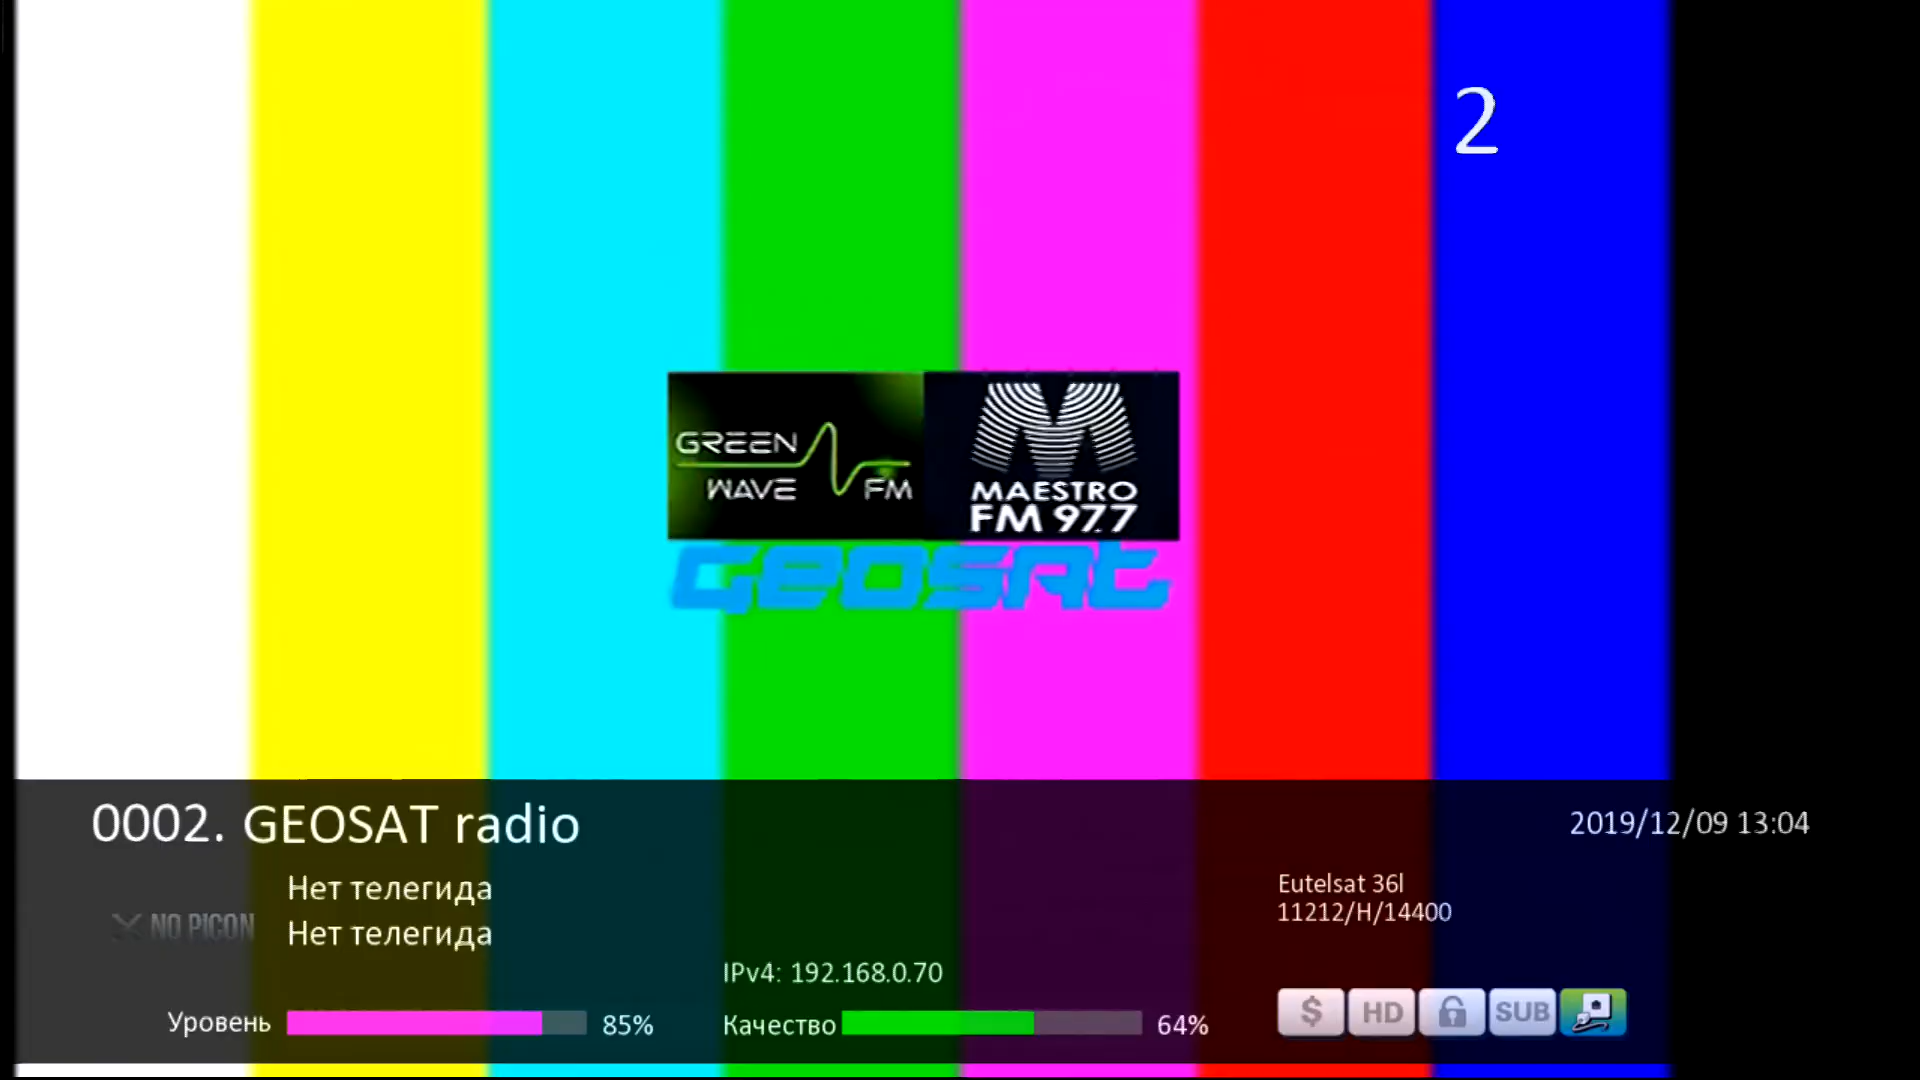 2
GREEN
WAVE FM
MAESTRO
FM 97.7
GEOSAT
0002. GEOSAT radio
2019/12/09 13:04
Нет телегида
Нет телегида
NO PICON
Eutelsat 36l
11212/H/14400
IPv4: 192.168.0.70
Уровень 85%
Качество 64%
$ HD SUB